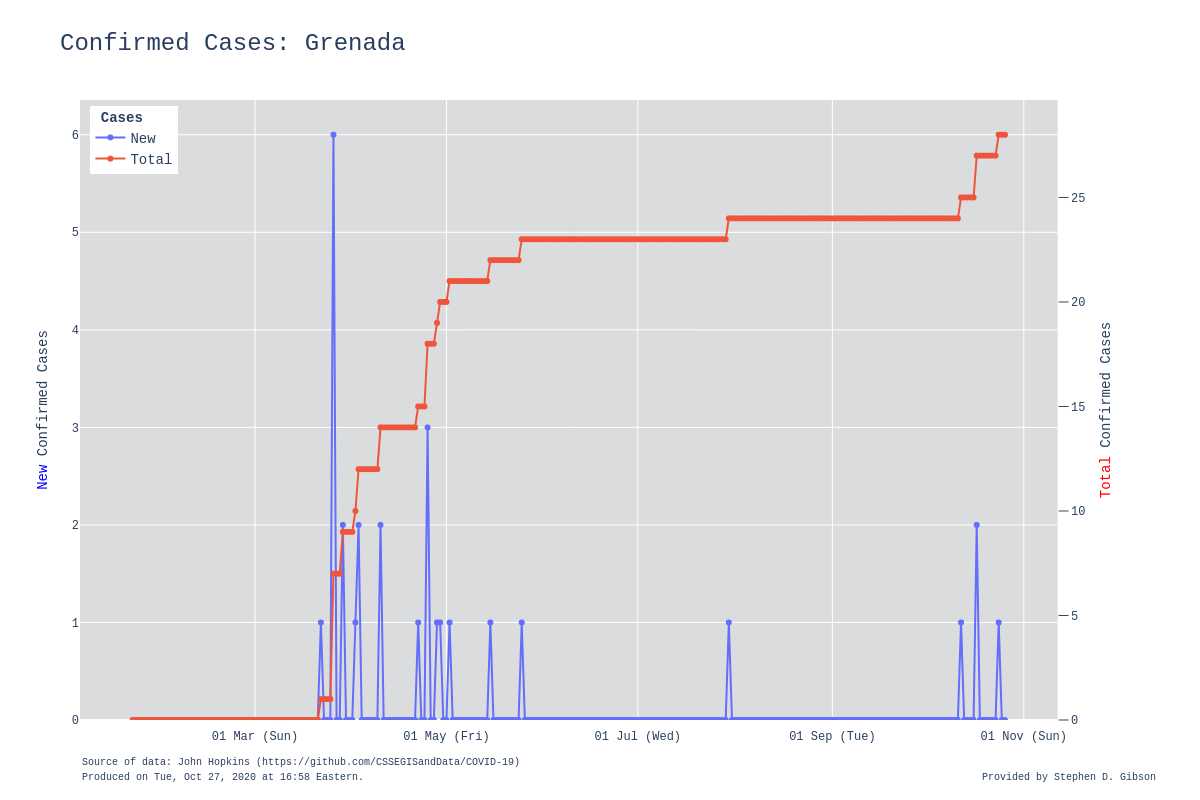 Confirmed Cases: Grenada
Cases
New
Total
6
5
4
3
2
1
0
25
20
15
10
5
0
New Confirmed Cases
Total Confirmed Cases
01 Mar (Sun)
01 May (Fri)
01 Jul (Wed)
01 Sep (Tue)
01 Nov (Sun)
Source of data: John Hopkins (https://github.com/CSSEGISandData/COVID-19)
Produced on Tue, Oct 27, 2020 at 16:58 Eastern.
Provided by Stephen D. Gibson